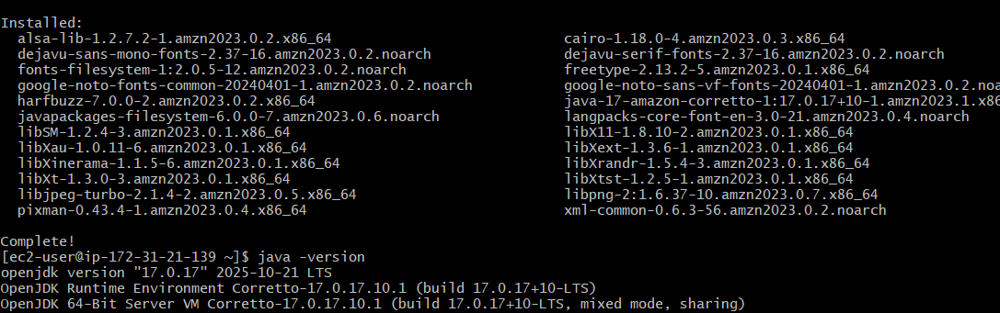 Installed:
alsa-lib-1.2.7.2-1.amzn2023.0.2.x86_64 cairo-1.18.0-4.amzn2023.0.3.x86_64
dejavu-sans-mono-fonts-2.37-16.amzn2023.0.2.noarch dejavu-serif-fonts-2.37-16.amzn2023.0.2.noarch
fonts-filesystem-1:2.0.5-12.amzn2023.0.2.noarch freetype-2.13.2-5.amzn2023.0.1.x86_64
google-noto-fonts-common-20240401-1.amzn2023.0.2.noarch google-noto-sans-vf-fonts-20240401-1.amzn2023.0.2.noa
harfbuzz-7.0.0-2.amzn2023.0.2.x86_64 java-17-amazon-corretto-1:17.0.17+10-1.amzn2023.1.x86
javapackages-filesystem-6.0.0-7.amzn2023.0.6.noarch langpacks-core-font-en-3.0-21.amzn2023.0.4.noarch
libSM-1.2.4-3.amzn2023.0.1.x86_64 libX11-1.8.10-2.amzn2023.0.1.x86_64
libXau-1.0.11-6.amzn2023.0.1.x86_64 libXext-1.3.6-1.amzn2023.0.1.x86_64
libXinerama-1.1.5-6.amzn2023.0.1.x86_64 libXrandr-1.5.4-3.amzn2023.0.1.x86_64
libXt-1.3.0-3.amzn2023.0.1.x86_64 libXtst-1.2.5-1.amzn2023.0.1.x86_64
libjpeg-turbo-2.1.4-2.amzn2023.0.5.x86_64 libpng-2:1.6.37-10.amzn2023.0.7.x86_64
pixman-0.43.4-1.amzn2023.0.4.x86_64 xml-common-0.6.3-56.amzn2023.0.2.noarch
Complete!
[ec2-user@ip-172-31-21-139 ~]$ java -version
openjdk version "17.0.17" 2025-10-21 LTS
OpenJDK Runtime Environment Corretto-17.0.17.10.1 (build 17.0.17+10-LTS)
OpenJDK 64-Bit Server VM Corretto-17.0.17.10.1 (build 17.0.17+10-LTS, mixed mode, sharing)